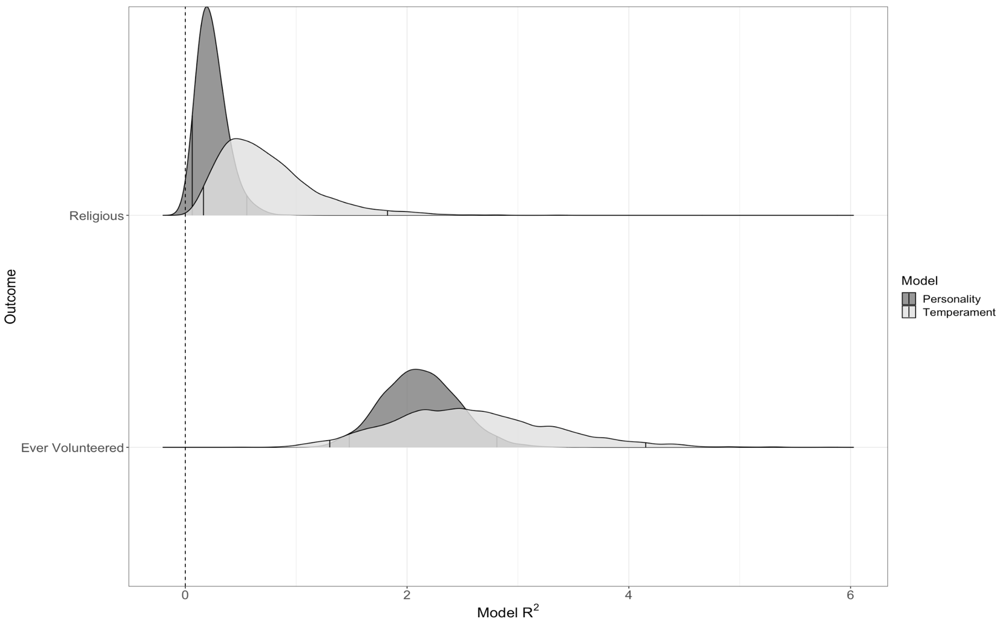 Religious
Ever Volunteered
Outcome
0 2 4 6
Model R²
Model
Personality
Temperament